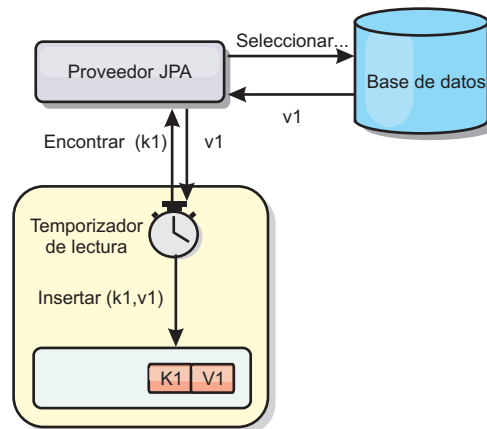 Seleccionar...
Proveedor JPA
Base de datos
v1
Encontrar (k1)
v1
Temporizador
de lectura
Insertar (k1,v1)
K1
V1